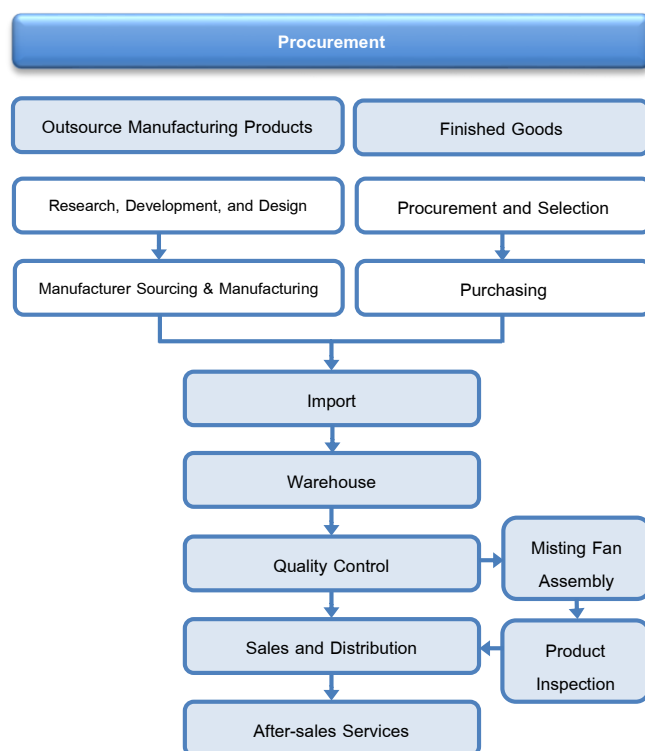 Procurement
Outsource Manufacturing Products
Finished Goods
Research, Development, and Design
Procurement and Selection
Manufacturer Sourcing & Manufacturing
Purchasing
Import
Warehouse
Quality Control
Misting Fan
Assembly
Sales and Distribution
Product
Inspection
After-sales Services